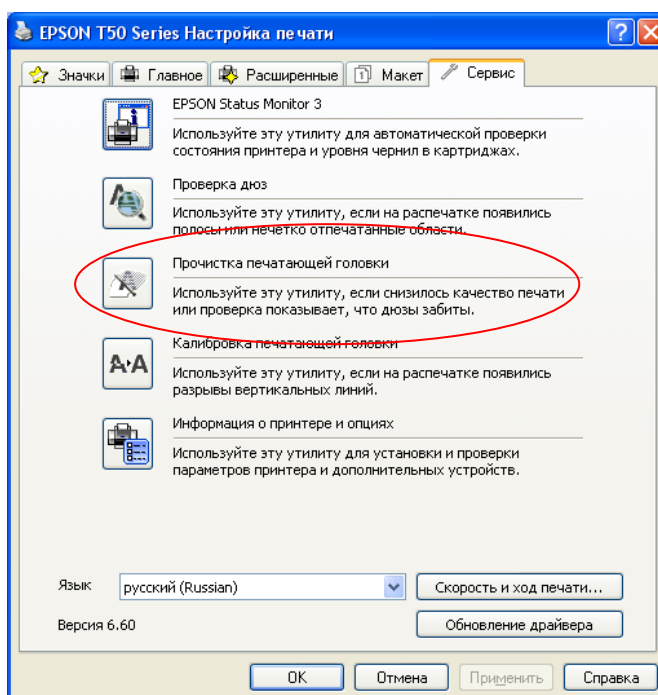 EPSON T50 Series Настройка печати
Значки
Главное
Расширенные
1
Макет
Сервис
EPSON Status Monitor 3
Используйте эту утилиту для автоматической проверки
состояния принтера и уровня чернил в картриджах.
Проверка дюз
Используйте эту утилиту, если на распечатке появились
полосы или нечетко отпечатанные области.
Прочистка печатающей головки
Используйте эту утилиту, если снизилось качество печати
или проверка показывает, что дюзы забиты.
Калибровка печатающей головки
Используйте эту утилиту, если на распечатке появились
разрывы вертикальных линий.
Информация о принтере и опциях
Используйте эту утилиту для установки и проверки
параметров принтера и дополнительных устройств.
Язык
русский (Russian)
Скорость и ход печати...
Версия 6.60
Обновление драйвера
OK
Отмена
Применить
Справка